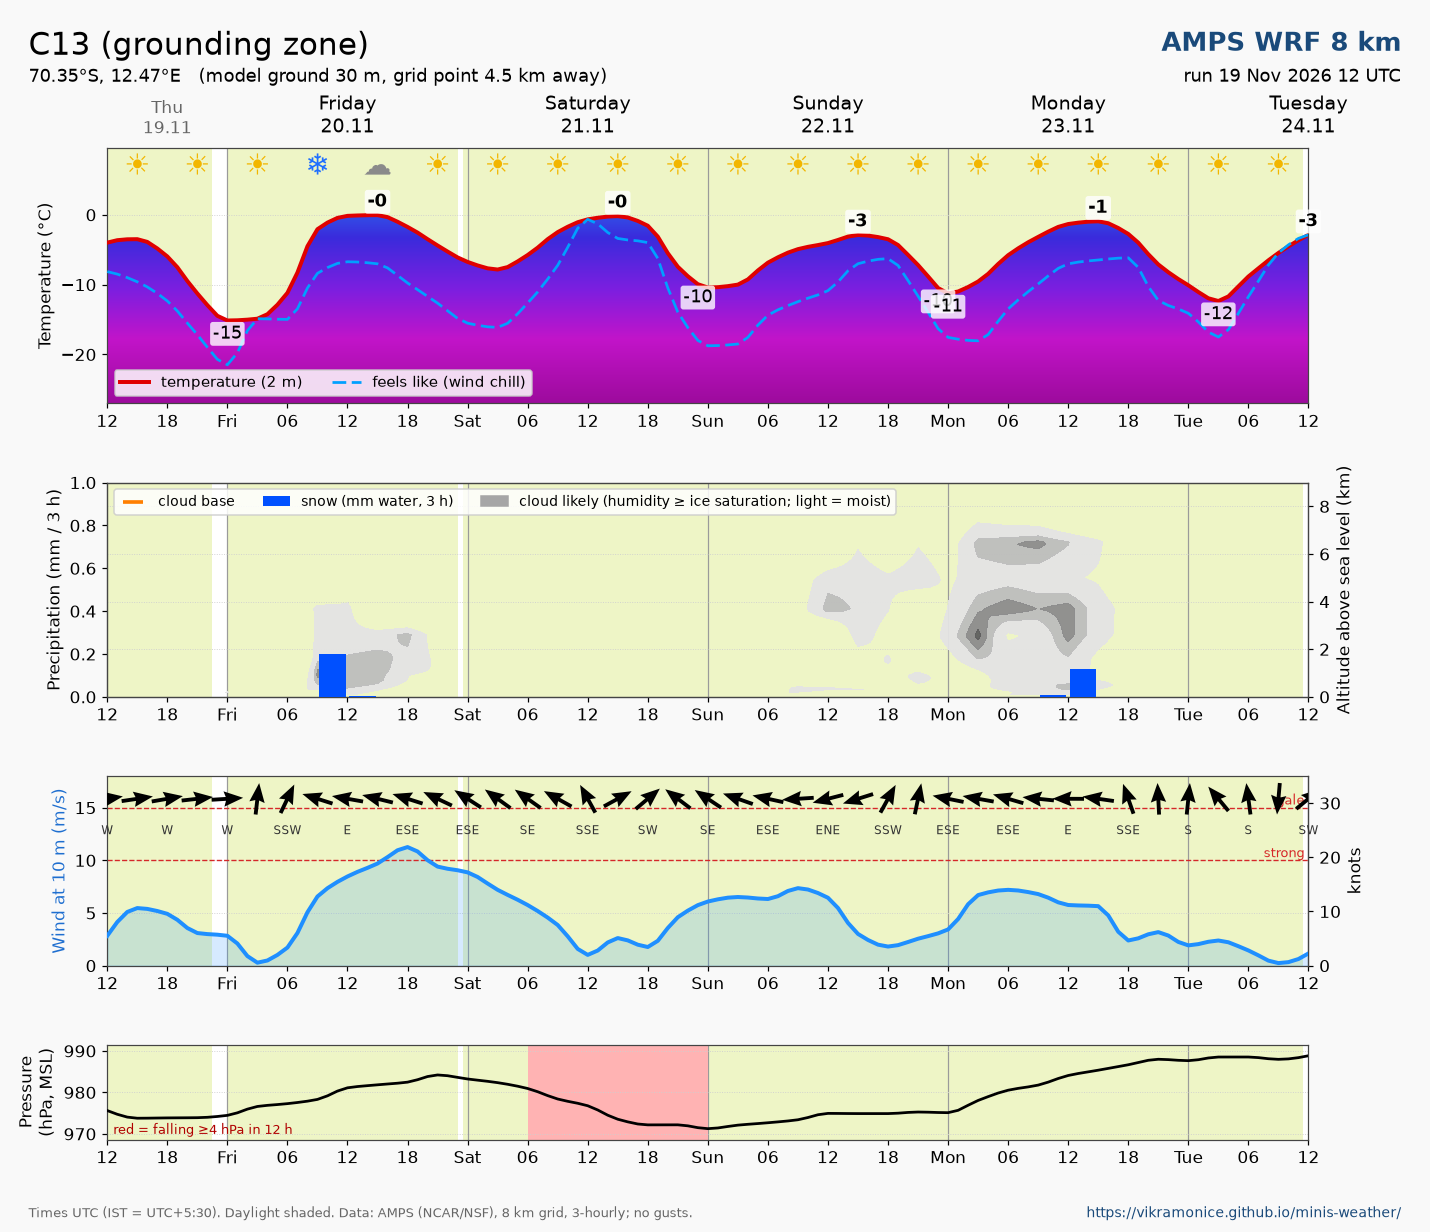 C13 (grounding zone)
AMPS WRF 8 km
70.35°S, 12.47°E (model ground 30 m, grid point 4.5 km away)
run 19 Nov 2026 12 UTC
Thu Friday Saturday Sunday Monday Tuesday
19.11 20.11 21.11 22.11 23.11 24.11
Temperature (°C)
0
−10
−20
-0 -0 -3 -1 -3
-15 -10 -11 -12
temperature (2 m) feels like (wind chill)
12 18 Fri 06 12 18 Sat 06 12 18 Sun 06 12 18 Mon 06 12 18 Tue 06 12
Precipitation (mm / 3 h)
1.0
0.8
0.6
0.4
0.2
0.0
cloud base snow (mm water, 3 h) cloud likely (humidity ≥ ice saturation; light = moist)
8
6
4
2
0
Altitude above sea level (km)
12 18 Fri 06 12 18 Sat 06 12 18 Sun 06 12 18 Mon 06 12 18 Tue 06 12
Wind at 10 m (m/s)
15
10
5
0
W W W SSW E ESE ESE SE SSE SSE SE ESE ENE SSW ESE ESE E SSE S S SW
strong
30
20
10
0
knots
12 18 Fri 06 12 18 Sat 06 12 18 Sun 06 12 18 Mon 06 12 18 Tue 06 12
Pressure
(hPa, MSL)
990
980
970
red = falling ≥4 hPa in 12 h
12 18 Fri 06 12 18 Sat 06 12 18 Sun 06 12 18 Mon 06 12 18 Tue 06 12
Times UTC (IST = UTC+5:30). Daylight shaded. Data: AMPS (NCAR/NSF), 8 km grid, 3-hourly; no gusts.
https://vikramonice.github.io/minis-weather/